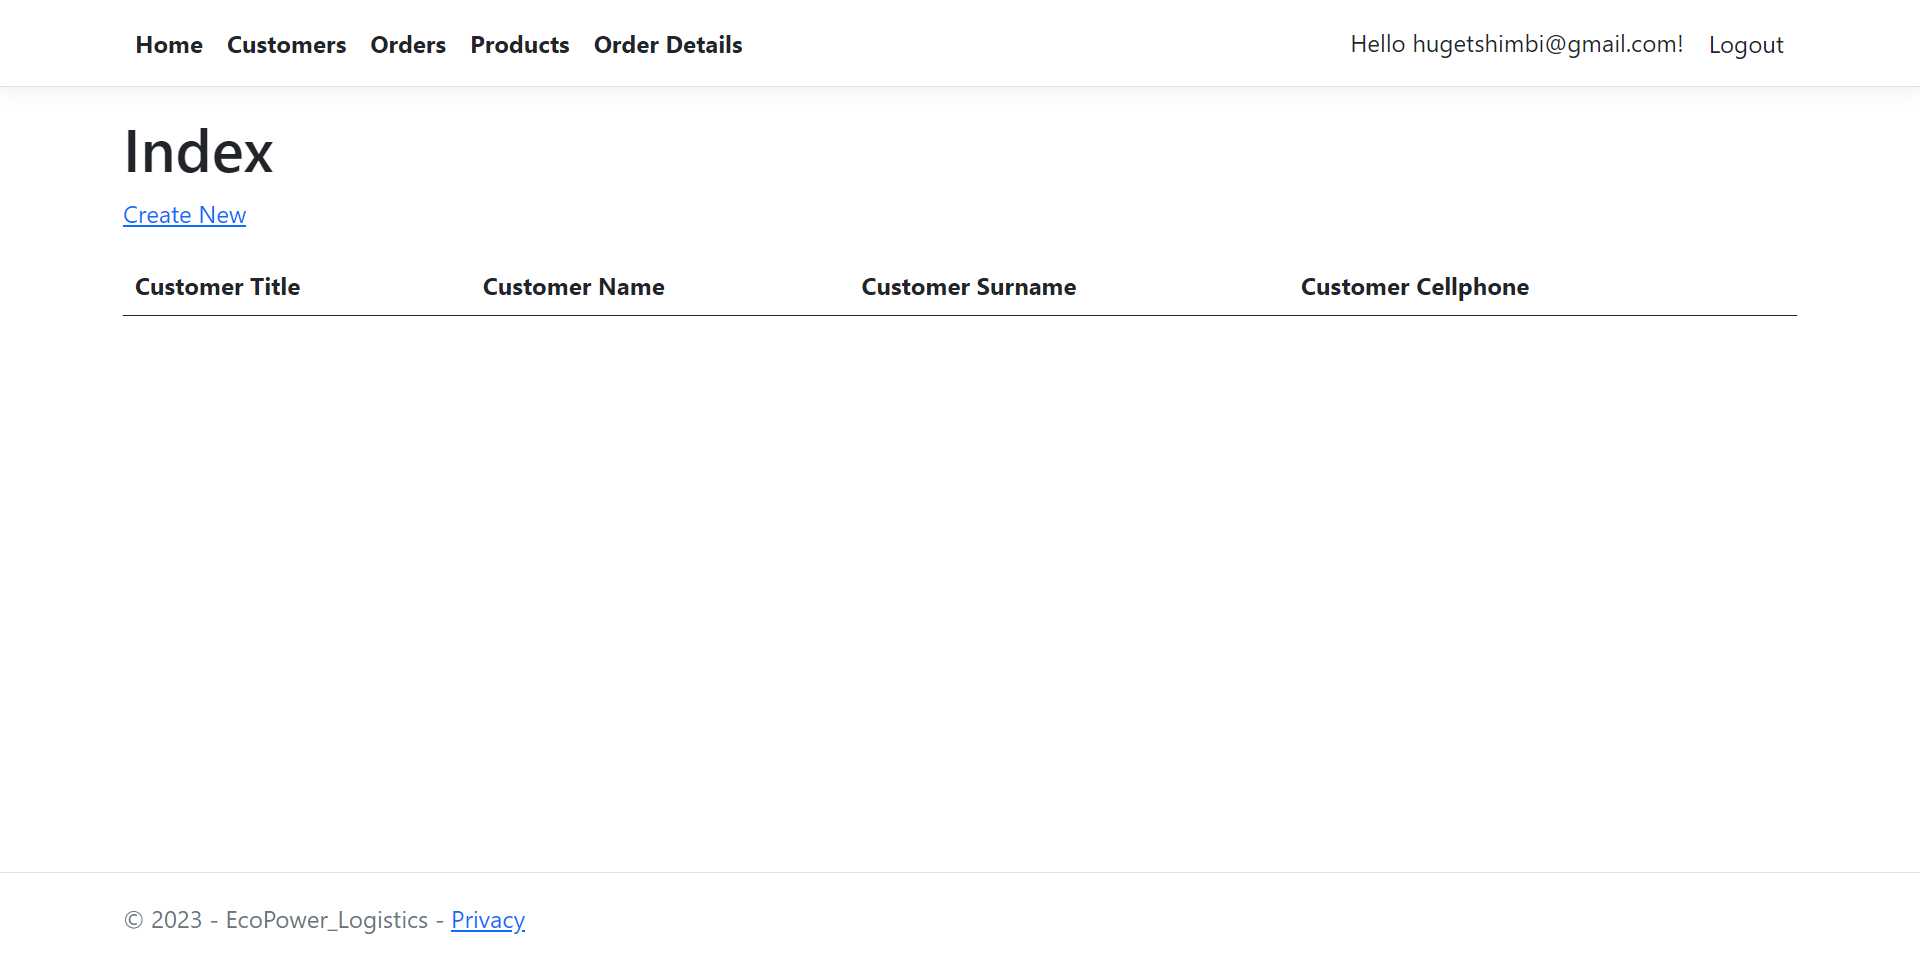 Home Customers Orders Products Order Details Hello hugetshimbi@gmail.com! Logout
Index
Create New
Customer Title Customer Name Customer Surname Customer Cellphone
© 2023 - EcoPower_Logistics - Privacy